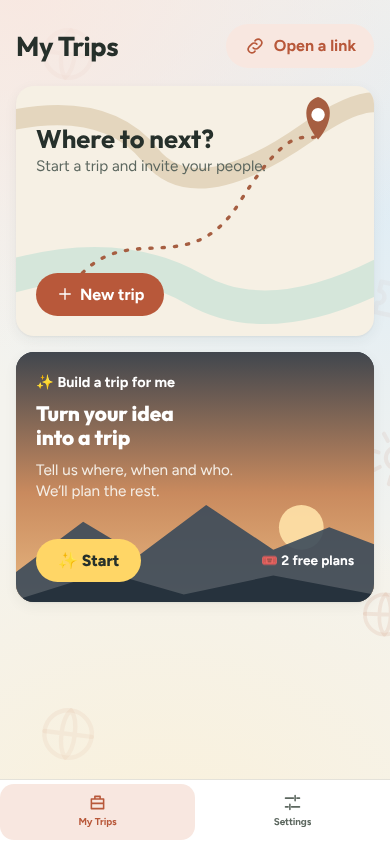 My Trips
Open a link
Where to next?
Start a trip and invite your people.
+ New trip
✨ Build a trip for me
Turn your idea
into a trip
Tell us where, when and who.
We'll plan the rest.
✨ Start
🎟️ 2 free plans
My Trips
Settings